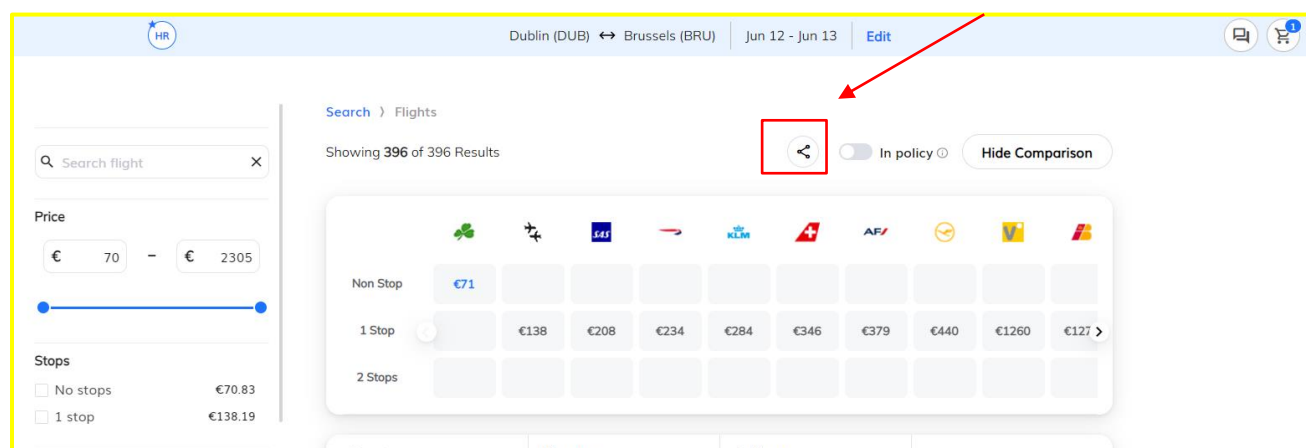 HR
Dublin (DUB) ↔ Brussels (BRU) Jun 12 - Jun 13 Edit
1
Search › Flights
Showing 396 of 396 Results
In policy
Hide Comparison
Search flight
Price
€ 70 - € 2305
Stops
No stops €70.83
1 stop €138.19
SAS KLM AF V
Non Stop €71
1 Stop €138 €208 €234 €284 €346 €379 €440 €1260 €127
2 Stops